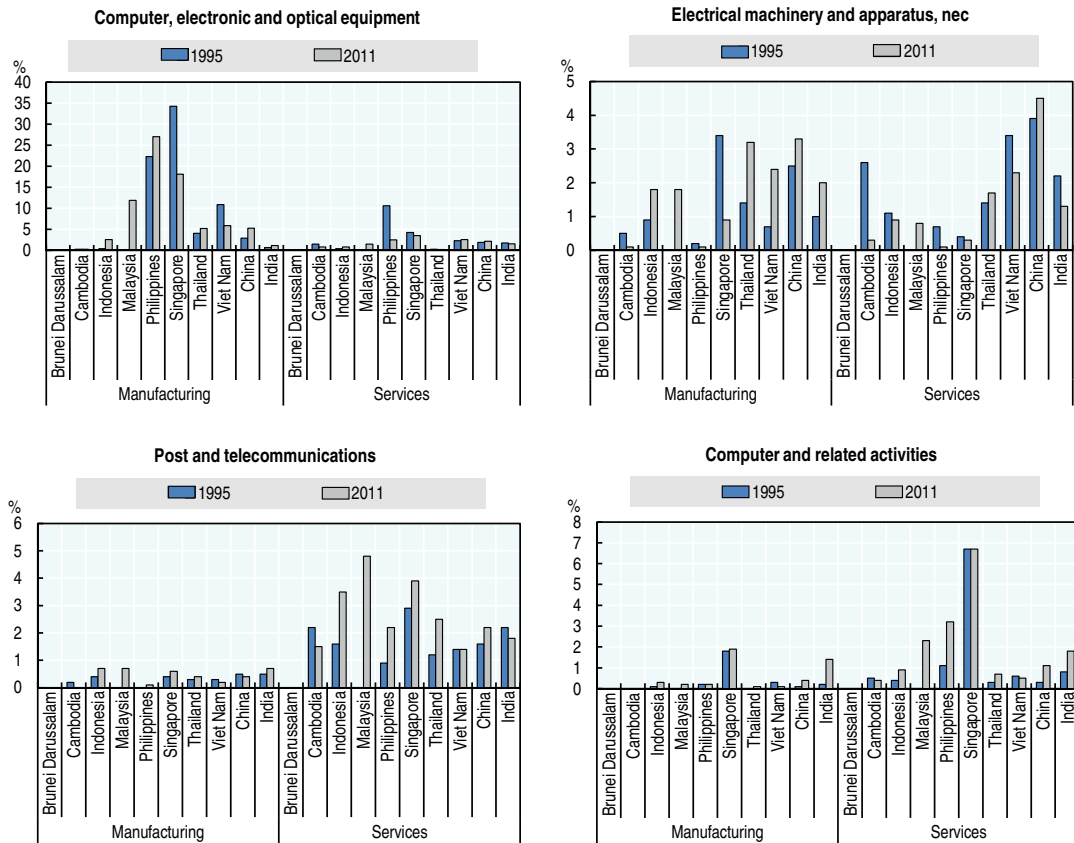 Computer, electronic and optical equipment
1995 2011
%
40
35
30
25
20
15
10
5
0
Brunei Darussalam
Cambodia
Indonesia
Malaysia
Philippines
Singapore
Thailand
Viet Nam
China
India
Brunei Darussalam
Cambodia
Indonesia
Malaysia
Philippines
Singapore
Thailand
Viet Nam
China
India
Manufacturing Services
Electrical machinery and apparatus, nec
1995 2011
%
5
4
3
2
1
0
Brunei Darussalam
Cambodia
Indonesia
Malaysia
Philippines
Singapore
Thailand
Viet Nam
China
India
Brunei Darussalam
Cambodia
Indonesia
Malaysia
Philippines
Singapore
Thailand
Viet Nam
China
India
Manufacturing Services
Post and telecommunications
1995 2011
%
6
5
4
3
2
1
0
Brunei Darussalam
Cambodia
Indonesia
Malaysia
Philippines
Singapore
Thailand
Viet Nam
China
India
Brunei Darussalam
Cambodia
Indonesia
Malaysia
Philippines
Singapore
Thailand
Viet Nam
China
India
Manufacturing Services
Computer and related activities
1995 2011
%
8
7
6
5
4
3
2
1
0
Brunei Darussalam
Cambodia
Indonesia
Malaysia
Philippines
Singapore
Thailand
Viet Nam
China
India
Brunei Darussalam
Cambodia
Indonesia
Malaysia
Philippines
Singapore
Thailand
Viet Nam
China
India
Manufacturing Services